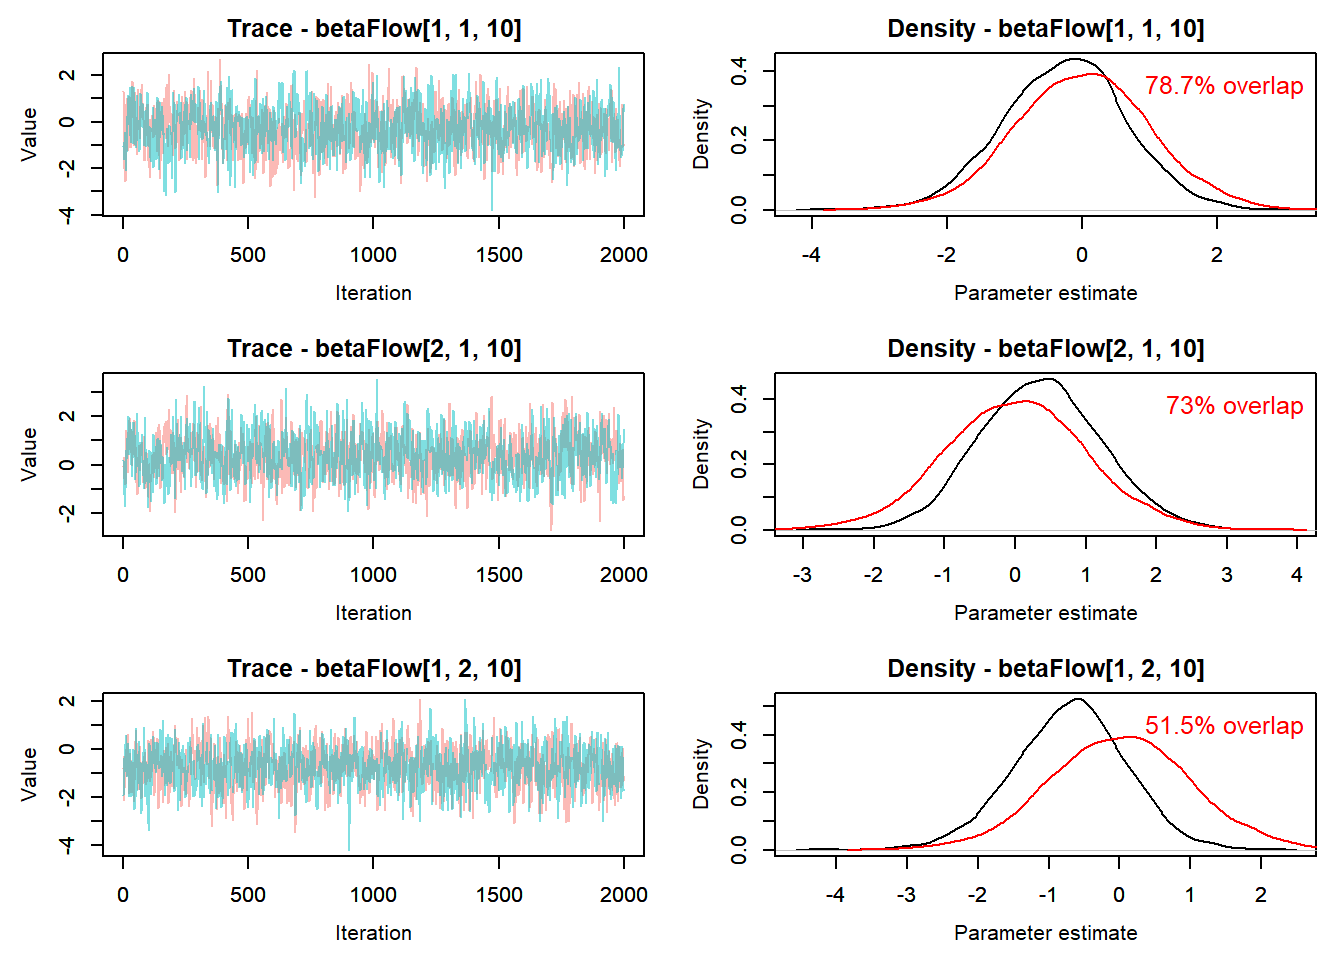 Trace - betaFlow[1, 1, 10]
Value
2
0
-2
-4
0 500 1000 1500 2000
Iteration
Density - betaFlow[1, 1, 10]
78.7% overlap
Density
0.4
0.2
0.0
-4 -2 0 2
Parameter estimate
Trace - betaFlow[2, 1, 10]
Value
2
0
-2
0 500 1000 1500 2000
Iteration
Density - betaFlow[2, 1, 10]
73% overlap
Density
0.4
0.2
0.0
-3 -2 -1 0 1 2 3 4
Parameter estimate
Trace - betaFlow[1, 2, 10]
Value
2
0
-2
-4
0 500 1000 1500 2000
Iteration
Density - betaFlow[1, 2, 10]
51.5% overlap
Density
0.4
0.2
0.0
-4 -3 -2 -1 0 1 2
Parameter estimate